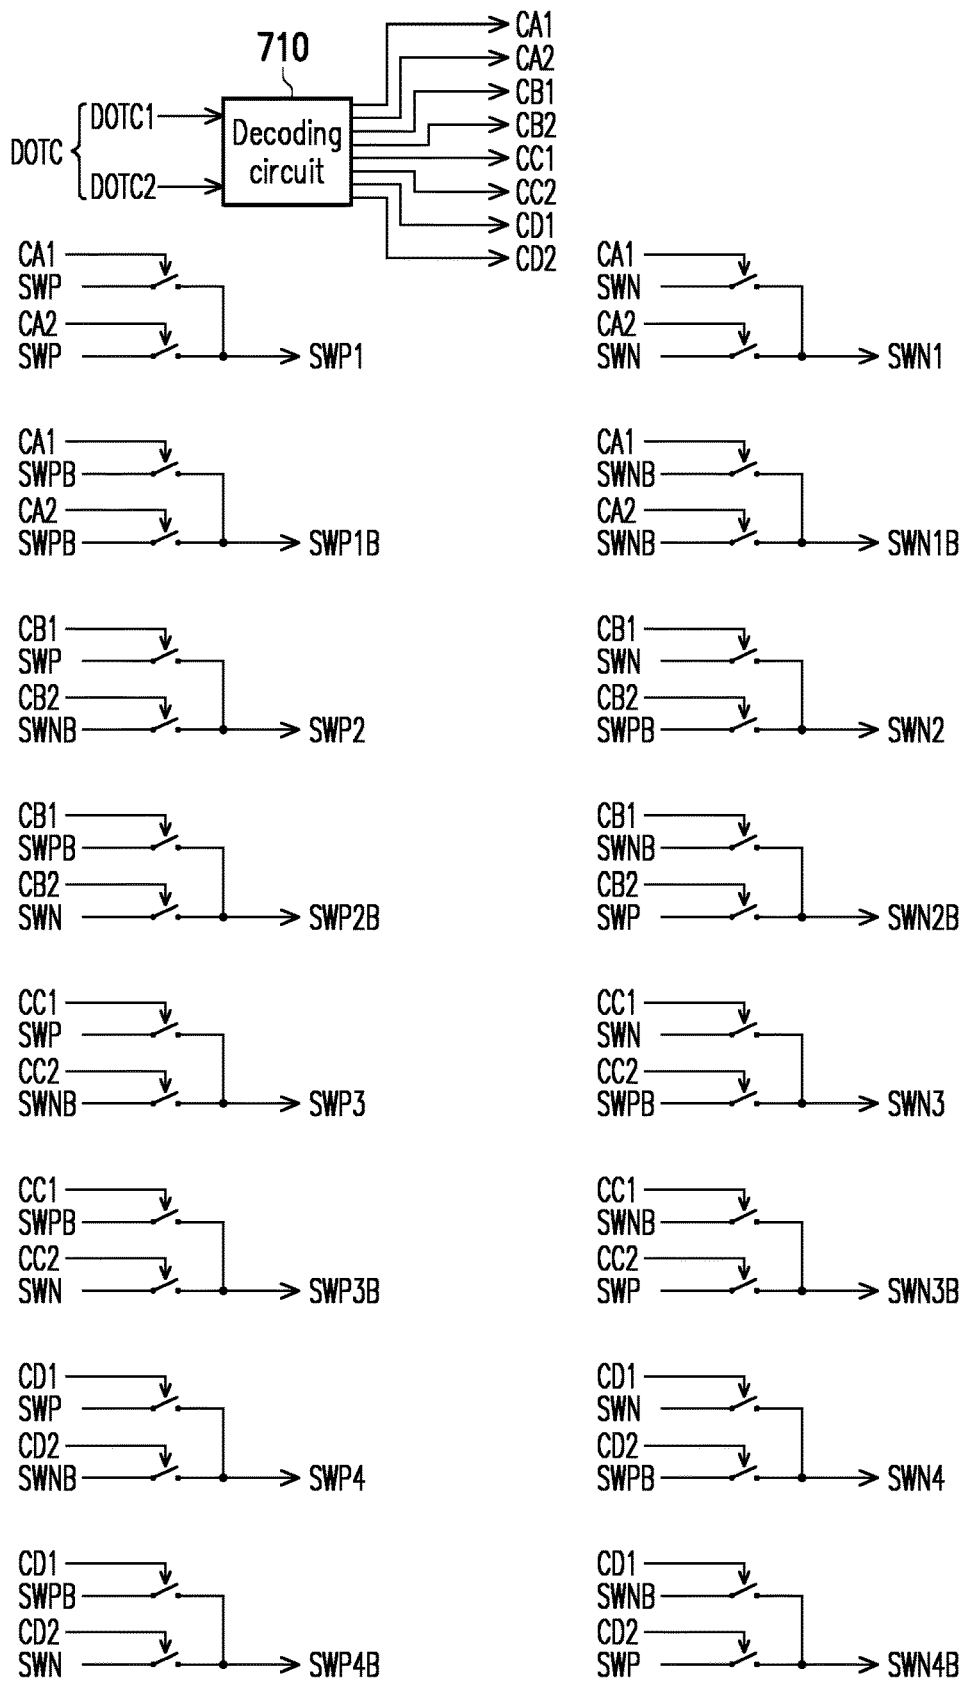 710
DOTC
DOTC1
DOTC2
Decoding
circuit
CA1
CA2
CB1
CB2
CC1
CC2
CD1
CD2
CA1
SWP
CA2
SWP
SWP1
CA1
SWN
CA2
SWN
SWN1
CA1
SWPB
CA2
SWPB
SWP1B
CA1
SWNB
CA2
SWNB
SWN1B
CB1
SWP
CB2
SWNB
SWP2
CB1
SWN
CB2
SWPB
SWN2
CB1
SWPB
CB2
SWN
SWP2B
CB1
SWNB
CB2
SWP
SWN2B
CC1
SWP
CC2
SWNB
SWP3
CC1
SWN
CC2
SWPB
SWN3
CC1
SWPB
CC2
SWN
SWP3B
CC1
SWNB
CC2
SWP
SWN3B
CD1
SWP
CD2
SWNB
SWP4
CD1
SWN
CD2
SWPB
SWN4
CD1
SWPB
CD2
SWN
SWP4B
CD1
SWNB
CD2
SWP
SWN4B